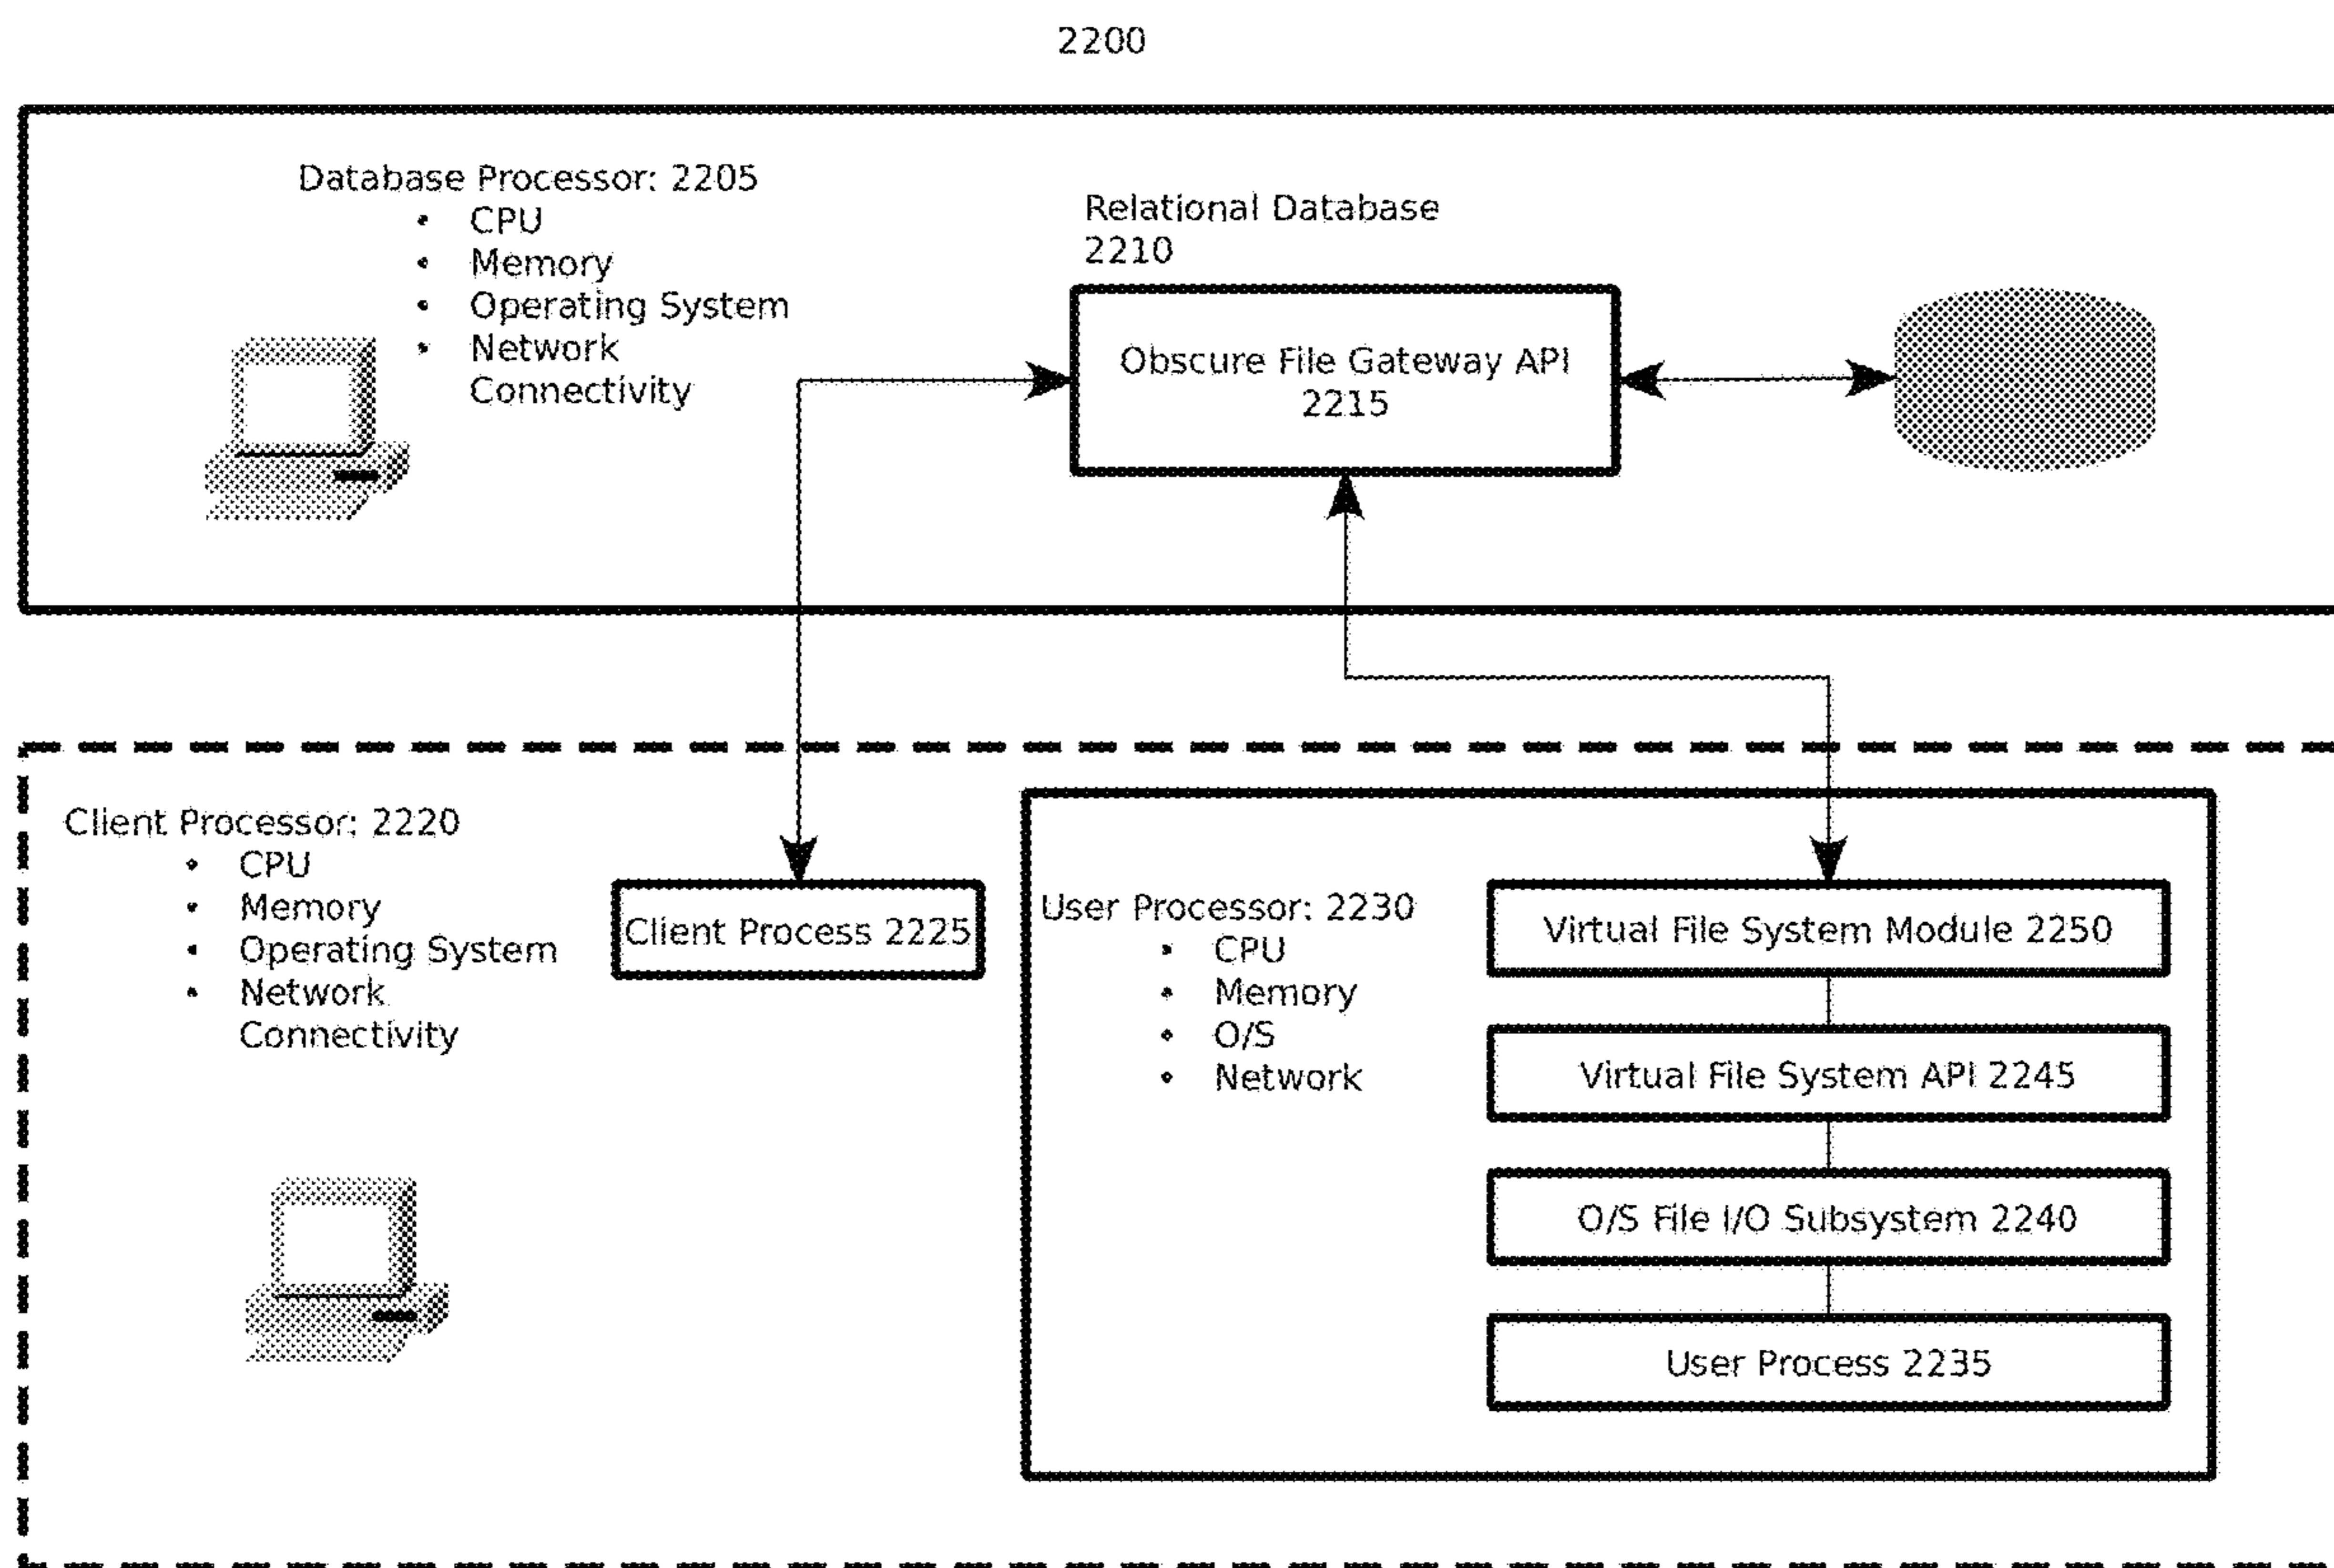 2200
Database Processor: 2205
• CPU
• Memory
• Operating System
• Network
Connectivity
Relational Database
2210
Obscure File Gateway API
2215
Client Processor: 2220
• CPU
• Memory
• Operating System
• Network
Connectivity
Client Process 2225
User Processor: 2230
• CPU
• Memory
• O/S
• Network
Virtual File System Module 2250
Virtual File System API 2245
O/S File I/O Subsystem 2240
User Process 2235